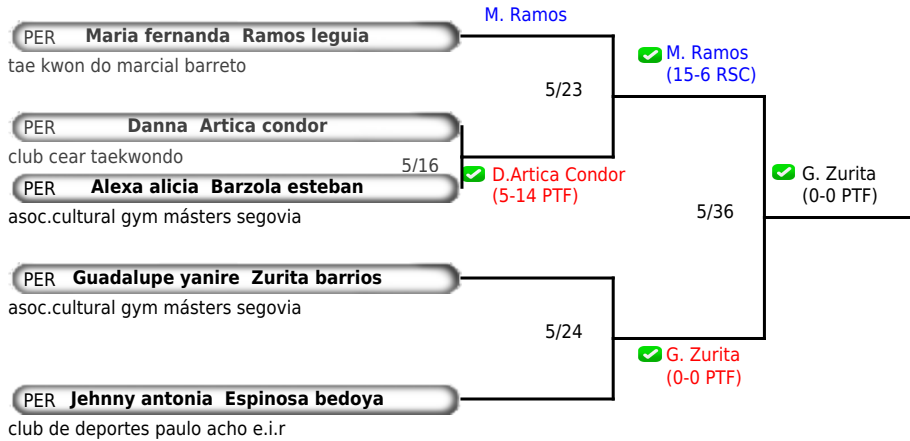 M. Ramos
PER Maria fernanda Ramos leguia
tae kwon do marcial barreto
M. Ramos
(15-6 RSC)
5/23
PER Danna Artica condor
club cear taekwondo
5/16
D.Artica Condor
(5-14 PTF)
PER Alexa alicia Barzola esteban
asoc.cultural gym másters segovia
G. Zurita
(0-0 PTF)
5/36
PER Guadalupe yanire Zurita barrios
asoc.cultural gym másters segovia
5/24
G. Zurita
(0-0 PTF)
PER Jehnny antonia Espinosa bedoya
club de deportes paulo acho e.i.r